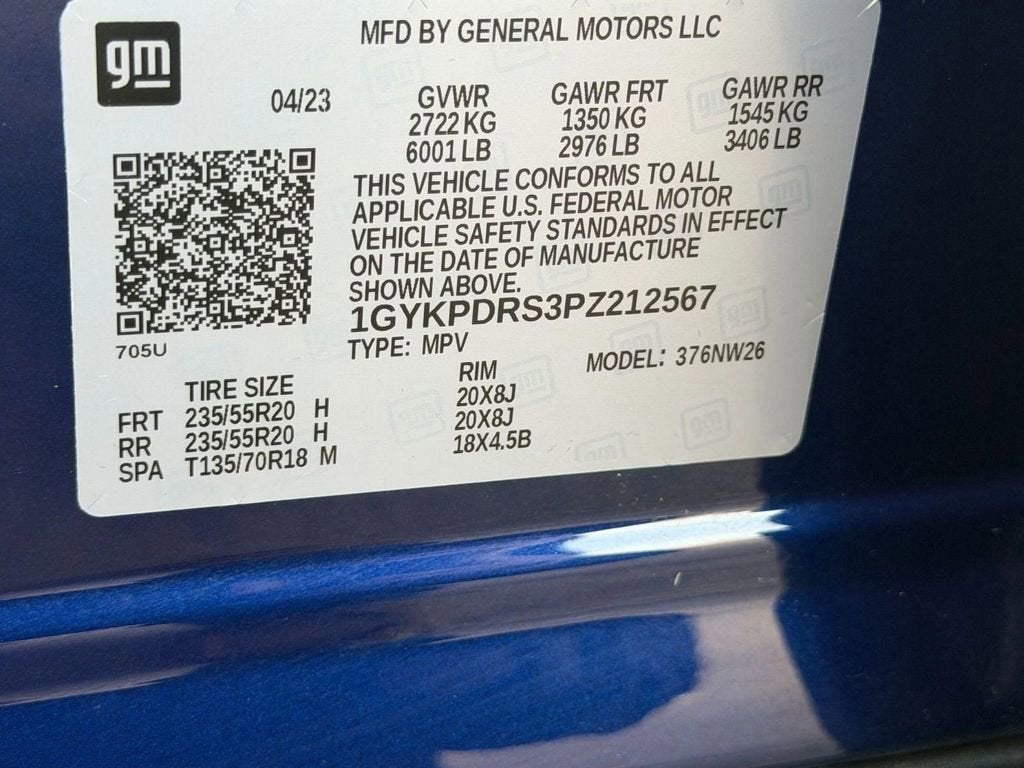 gm
MFD BY GENERAL MOTORS LLC
04/23 GVWR GAWR FRT GAWR RR
2722 KG 1350 KG 1545 KG
6001 LB 2976 LB 3406 LB
THIS VEHICLE CONFORMS TO ALL
APPLICABLE U.S. FEDERAL MOTOR
VEHICLE SAFETY STANDARDS IN EFFECT
ON THE DATE OF MANUFACTURE
SHOWN ABOVE.
1GYKPDRS3PZ212567
705U
TYPE: MPV MODEL: 376NW26
TIRE SIZE RIM
FRT 235/55R20 H 20X8J
RR 235/55R20 H 20X8J
SPA T135/70R18 M 18X4.5B